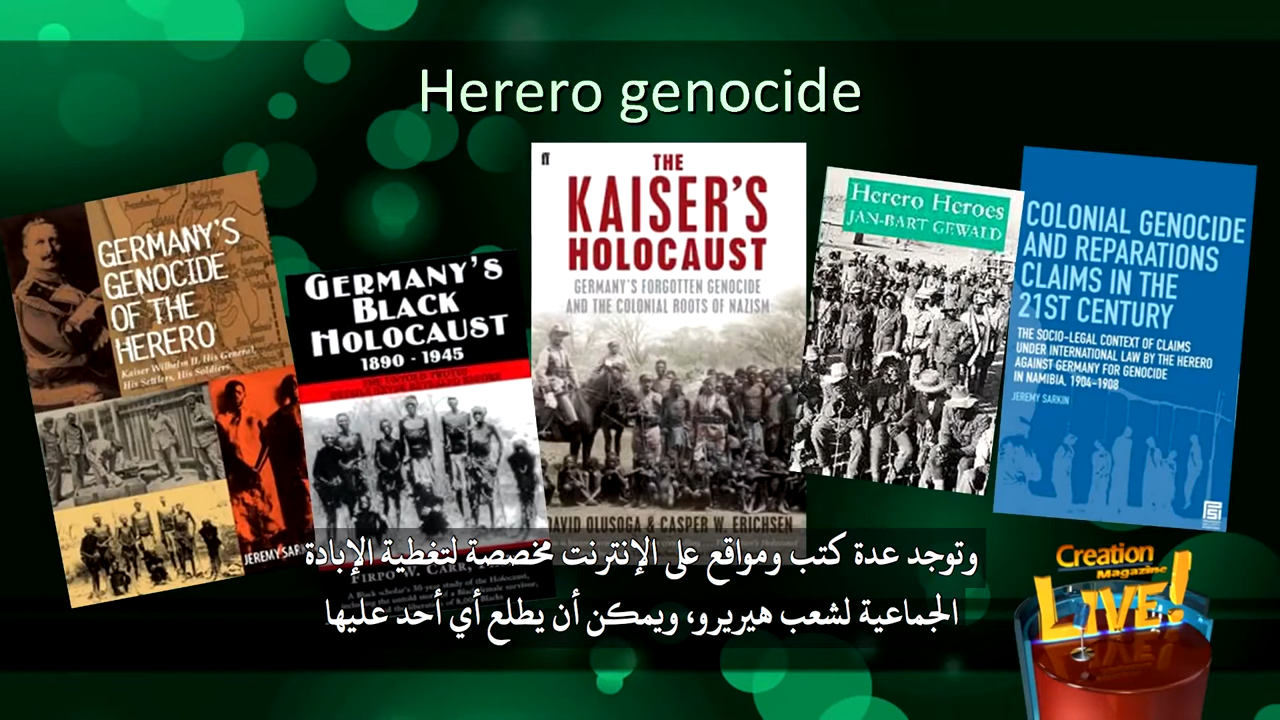 Herero genocide
GERMANY'S
GENOCIDE
OF THE
HERERO
Kaiser Wilhelm II, His General,
His Settlers, His Soldiers
GERMANY'S
BLACK
HOLOCAUST
1890 - 1945
FIRPO W. CARR,
THE
KAISER'S
HOLOCAUST
GERMANY'S FORGOTTEN GENOCIDE
AND THE COLONIAL ROOTS OF NAZISM
DAVID OLUSOGA & CASPER W. ERICHSEN
Herero Heroes
JAN-BART GEWALD
COLONIAL GENOCIDE
AND REPARATIONS
CLAIMS IN THE
21ST CENTURY
THE SOCIO-LEGAL CONTEXT OF CLAIMS
UNDER INTERNATIONAL LAW BY THE HERERO
AGAINST GERMANY FOR GENOCIDE
IN NAMIBIA, 1904–1908
JEREMY SARKIN
وتوجد عدة كتب ومواقع على الإنترنت مخصصة لتغطية الإبادة
الجماعية لشعب هيريرو، ويمكن أن يطلع أي أحد عليها
Creation
Magazine
LIVE!